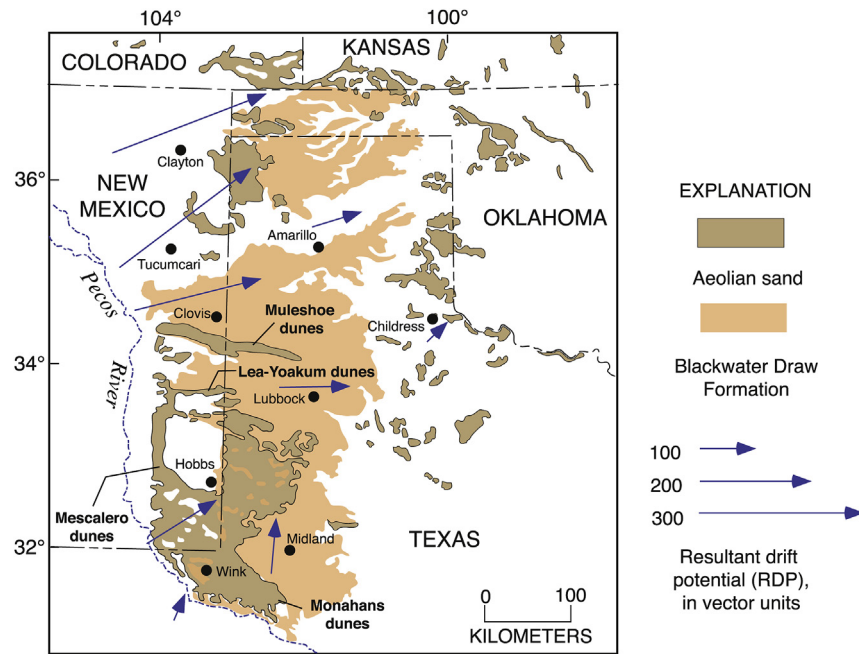 104°
100°
COLORADO
KANSAS
Clayton
36°
NEW
MEXICO
OKLAHOMA
Amarillo
Tucumcari
Pecos
River
Clovis
Muleshoe
dunes
Childress
34°
Lea-Yoakum dunes
Lubbock
Hobbs
Mescalero
dunes
TEXAS
32°
Midland
Wink
Monahans
dunes
0
100
KILOMETERS
EXPLANATION
Aeolian sand
Blackwater Draw
Formation
100
200
300
Resultant drift
potential (RDP),
in vector units